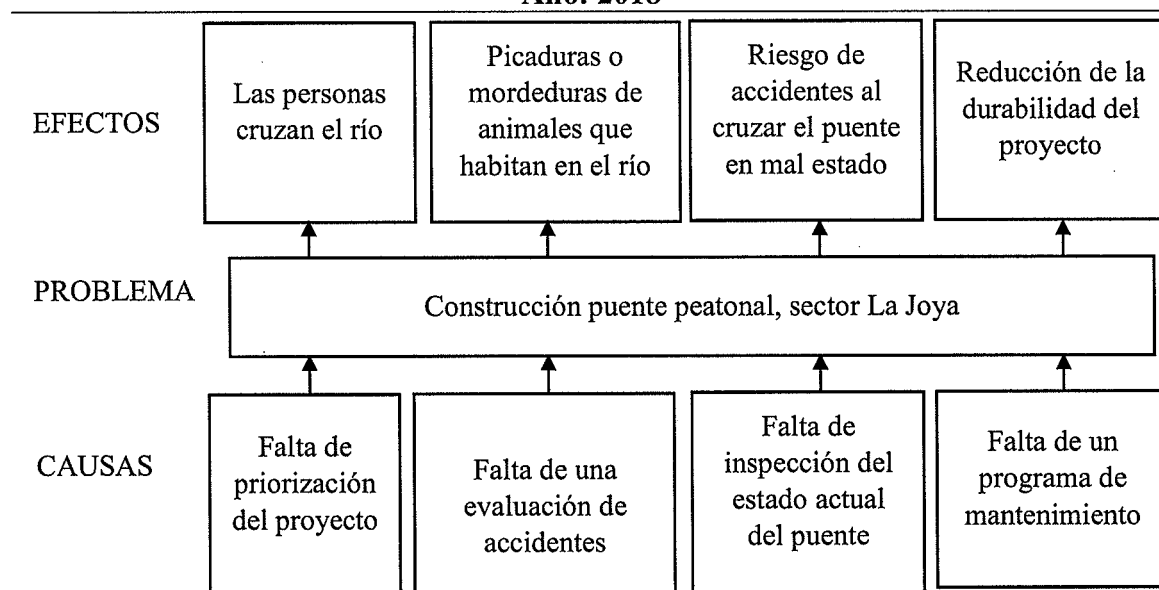 EFECTOS
Las personas
cruzan el río
Picaduras o
mordeduras de
animales que
habitan en el río
Riesgo de
accidentes al
cruzar el puente
en mal estado
Reducción de la
durabilidad del
proyecto
PROBLEMA
Construcción puente peatonal, sector La Joya
CAUSAS
Falta de
priorización
del proyecto
Falta de una
evaluación de
accidentes
Falta de
inspección del
estado actual
del puente
Falta de un
programa de
mantenimiento